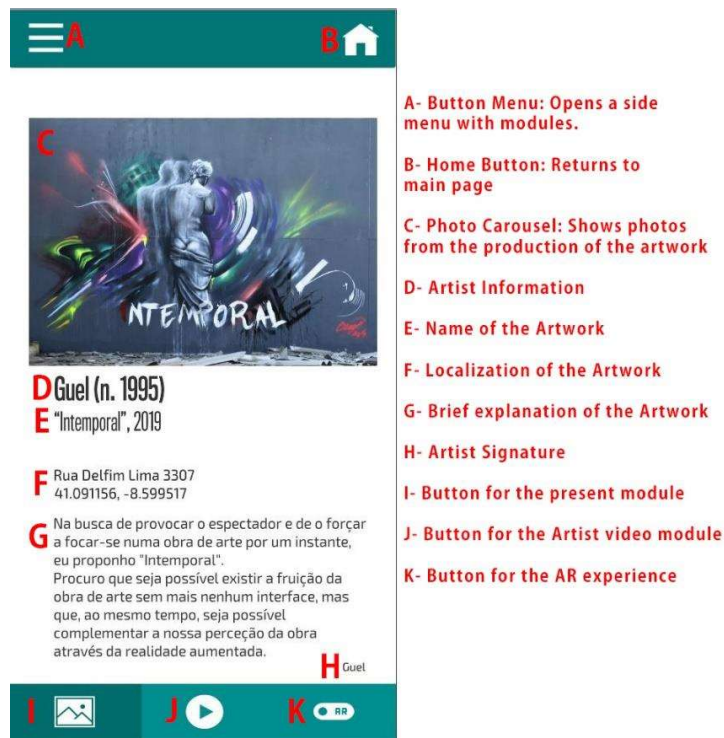 A
B
C
NTEMPORAL
D Guel (n. 1995)
E "Intemporal", 2019
F Rua Delfim Lima 3307
41.091156, -8.599517
G Na busca de provocar o espectador e de o forçar
a focar-se numa obra de arte por um instante,
eu proponho "Intemporal".
Procuro que seja possível existir a fruição da
obra de arte sem mais nenhum interface, mas
que, ao mesmo tempo, seja possível
complementar a nossa perceção da obra
através da realidade aumentada.
H Guel
I
J
K AR
A- Button Menu: Opens a side
menu with modules.
B- Home Button: Returns to
main page
C- Photo Carousel: Shows photos
from the production of the artwork
D- Artist Information
E- Name of the Artwork
F- Localization of the Artwork
G- Brief explanation of the Artwork
H- Artist Signature
I- Button for the present module
J- Button for the Artist video module
K- Button for the AR experience